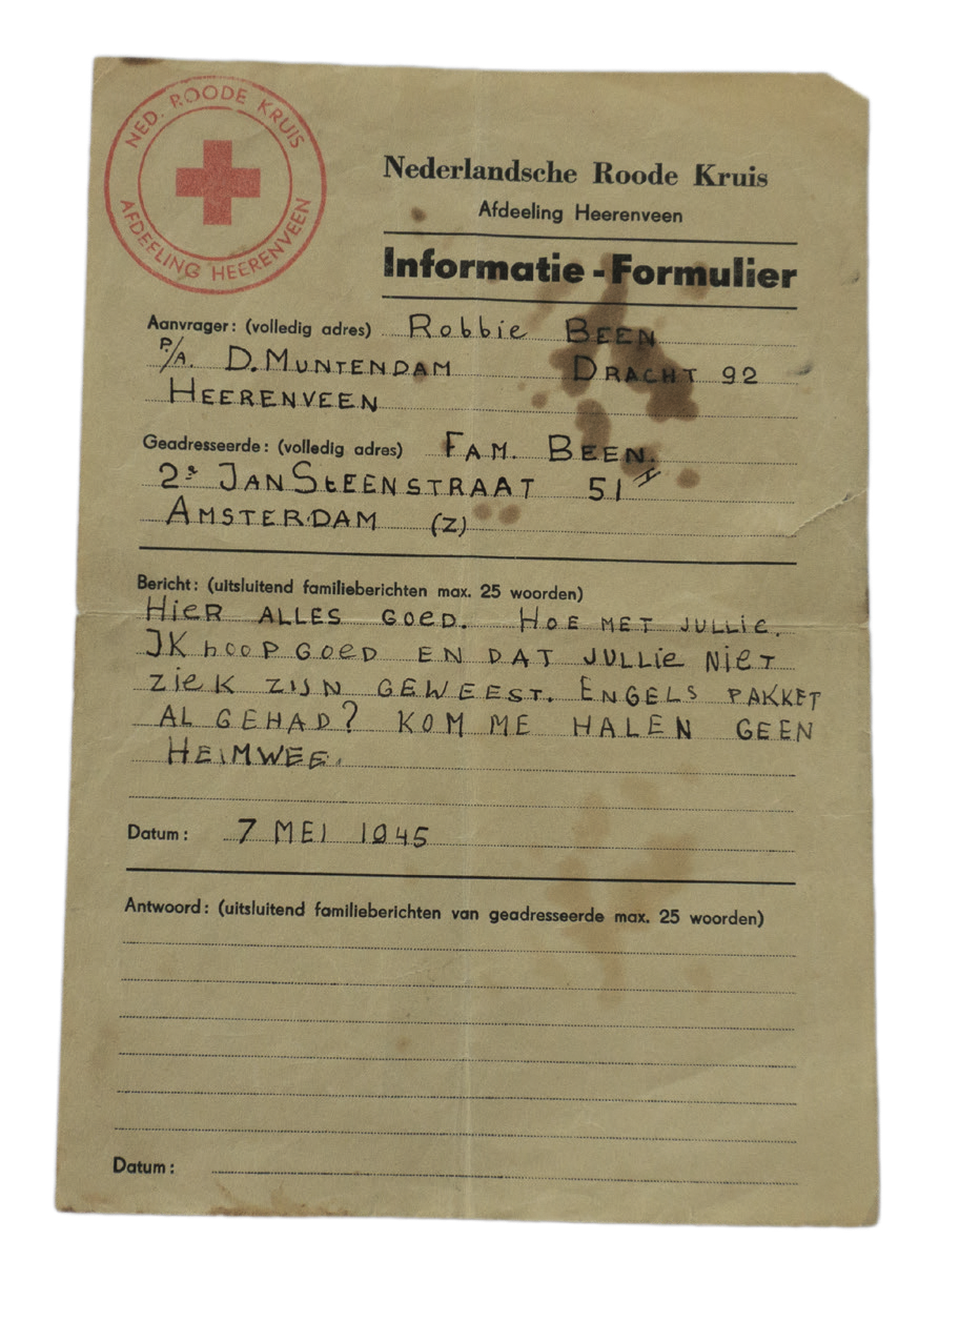 NED. ROODE KRUIS
AFDEELING HEERENVEEN
Nederlandsche Roode Kruis
Afdeeling Heerenveen
Informatie-Formulier
Aanvrager: (volledig adres) Robbie BEEN
P/A. D. MUNTENDAM DRACHT 92
HEERENVEEN
Geadresseerde: (volledig adres) FAM. BEEN.
2e JAN StEENSTRAAT 51 II
AMSTERDAM (Z)
Bericht: (uitsluitend familieberichten max. 25 woorden)
HiER ALLES GOED. HOE MET JULLiE.
IK hOOP GOeD EN DAT JULLiE NieT
ZieK ZIJN GEWEEST. ENGELS PAKKET
AL GEHAD? KOM ME HALEN GEEN
HEiMWEE.
Datum: 7 MEI 1945
Antwoord: (uitsluitend familieberichten van geadresseerde max. 25 woorden)
Datum: